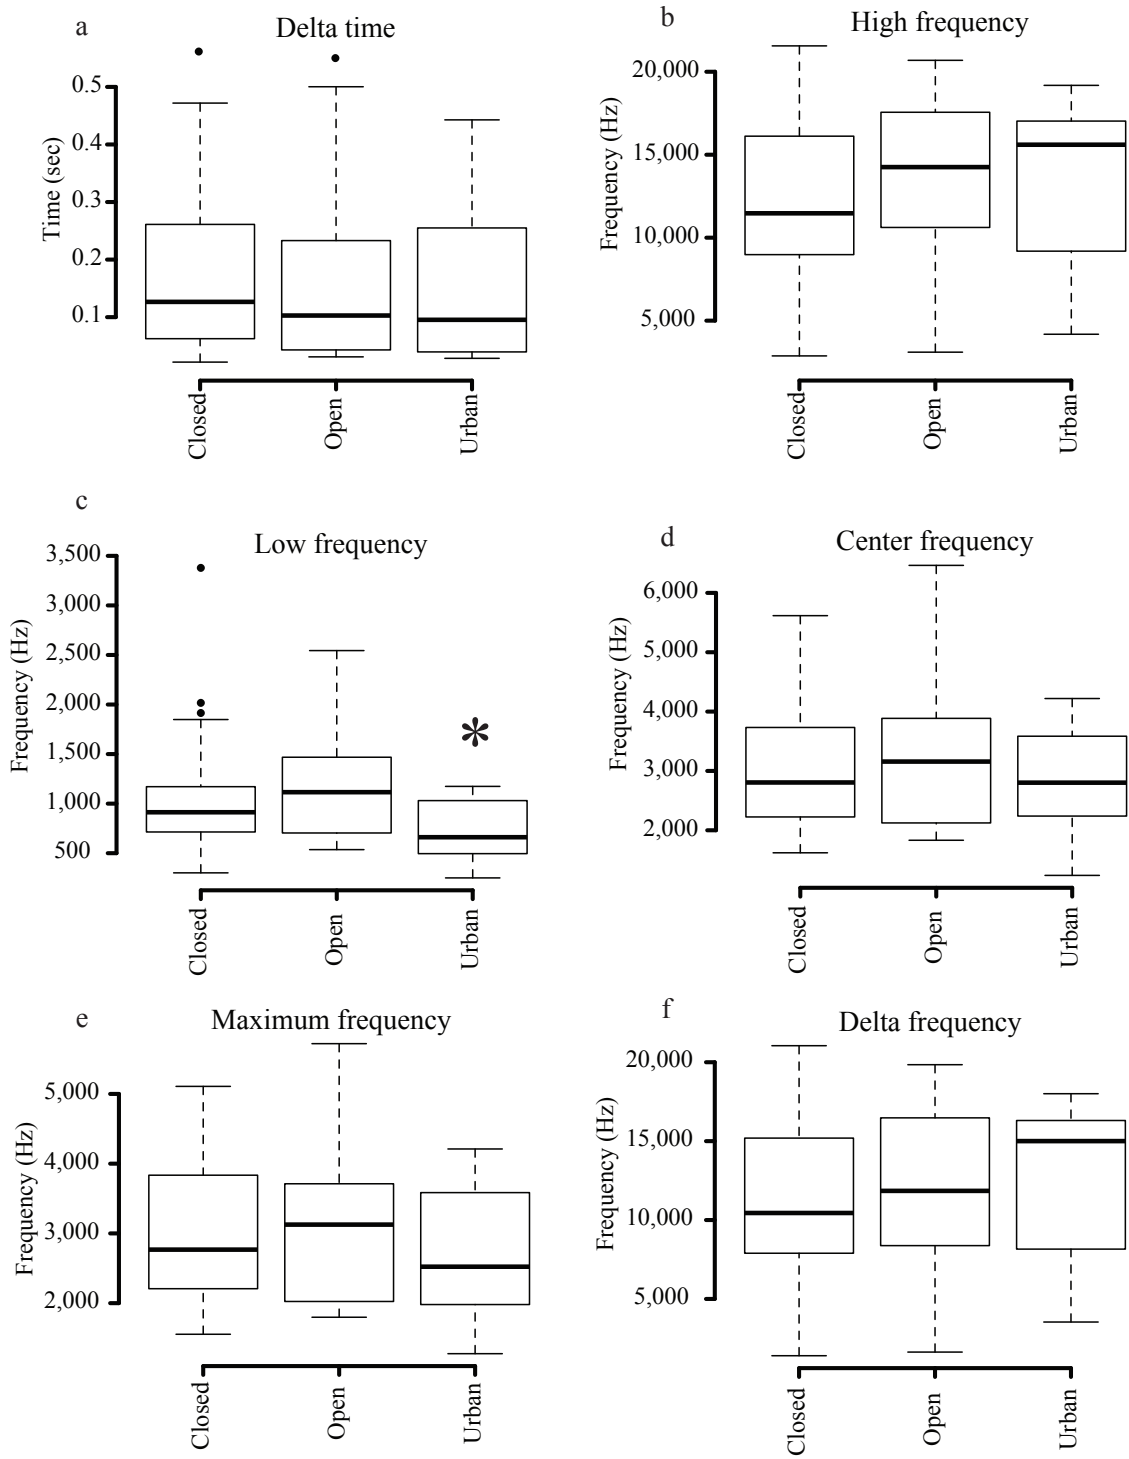 a
Delta time
Time (sec)
0.5
0.4
0.3
0.2
0.1
Closed
Open
Urban
b
High frequency
Frequency (Hz)
20,000
15,000
10,000
5,000
Closed
Open
Urban
c
Low frequency
Frequency (Hz)
3,500
3,000
2,500
2,000
1,500
1,000
500
*
Closed
Open
Urban
d
Center frequency
Frequency (Hz)
6,000
5,000
4,000
3,000
2,000
Closed
Open
Urban
e
Maximum frequency
Frequency (Hz)
5,000
4,000
3,000
2,000
Closed
Open
Urban
f
Delta frequency
Frequency (Hz)
20,000
15,000
10,000
5,000
Closed
Open
Urban